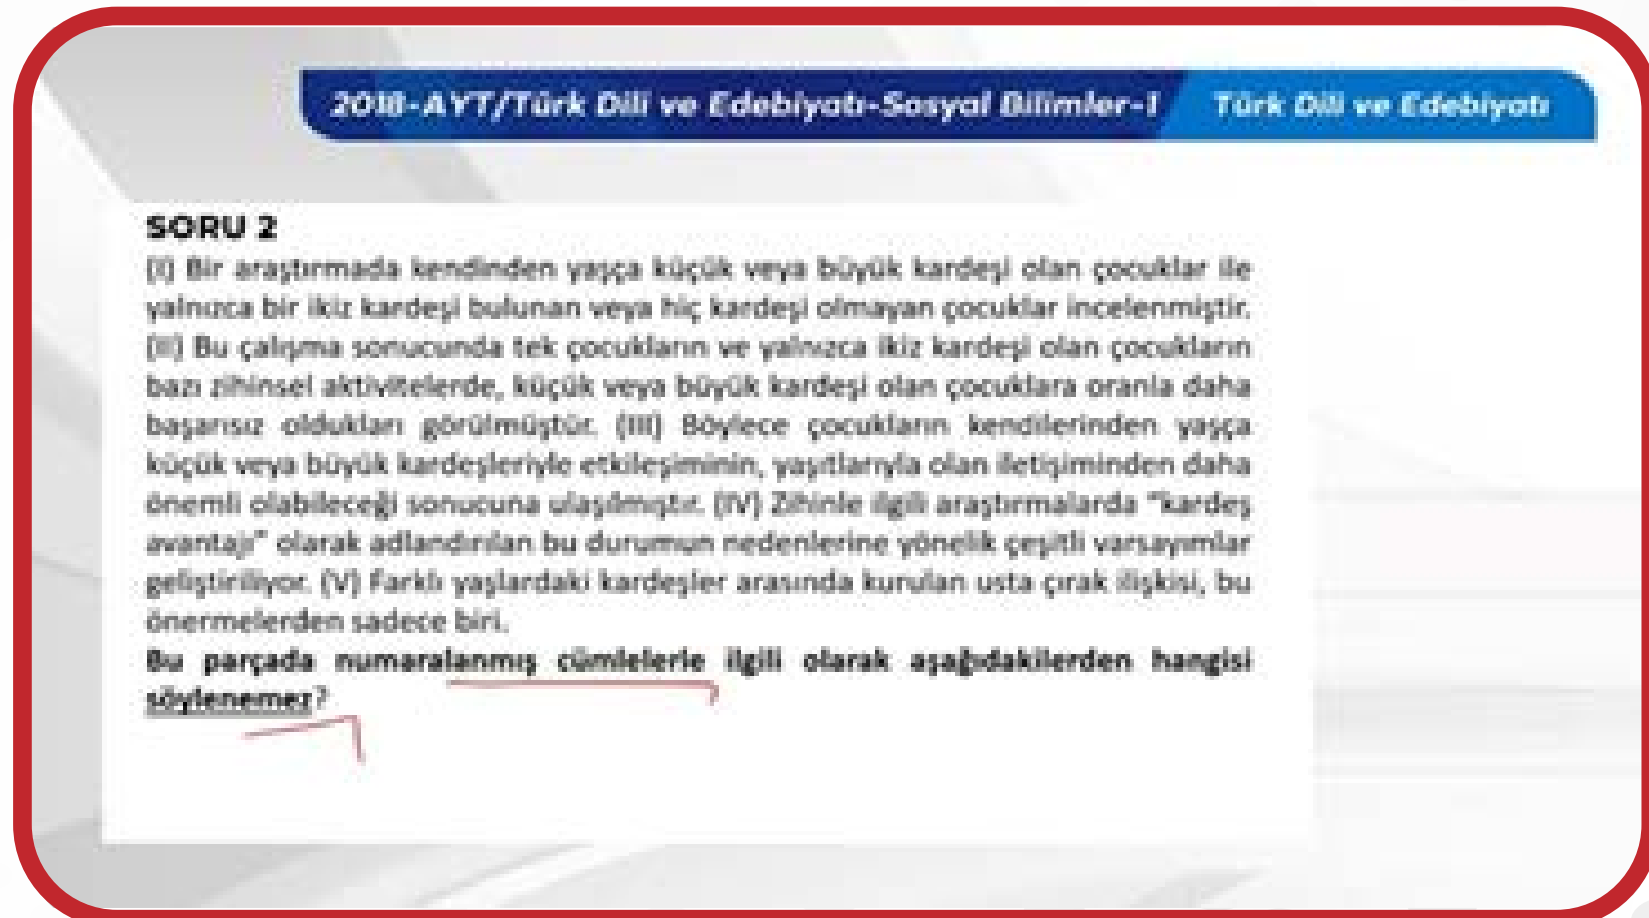 2018-AYT/Türk Dili ve Edebiyatı-Sosyal Bilimler-1 Türk Dili ve Edebiyatı
SORU 2
(I) Bir araştırmada kendinden yaşça küçük veya büyük kardeşi olan çocuklar ile
yalnızca bir ikiz kardeşi bulunan veya hiç kardeşi olmayan çocuklar incelenmiştir.
(II) Bu çalışma sonucunda tek çocukların ve yalnızca ikiz kardeşi olan çocukların
bazı zihinsel aktivitelerde, küçük veya büyük kardeşi olan çocuklara oranla daha
başarısız oldukları görülmüştür. (III) Böylece çocukların kendilerinden yaşça
küçük veya büyük kardeşleriyle etkileşiminin, yaşıtlarıyla olan iletişiminden daha
önemli olabileceği sonucuna ulaşılmıştır. (IV) Zihinle ilgili araştırmalarda "kardeş
avantajı" olarak adlandırılan bu durumun nedenlerine yönelik çeşitli varsayımlar
geliştiriliyor. (V) Farklı yaşlardaki kardeşler arasında kurulan usta çırak ilişkisi, bu
önermelerden sadece biri.
Bu parçada numaralanmış cümlelerle ilgili olarak aşağıdakilerden hangisi
söylenemez?